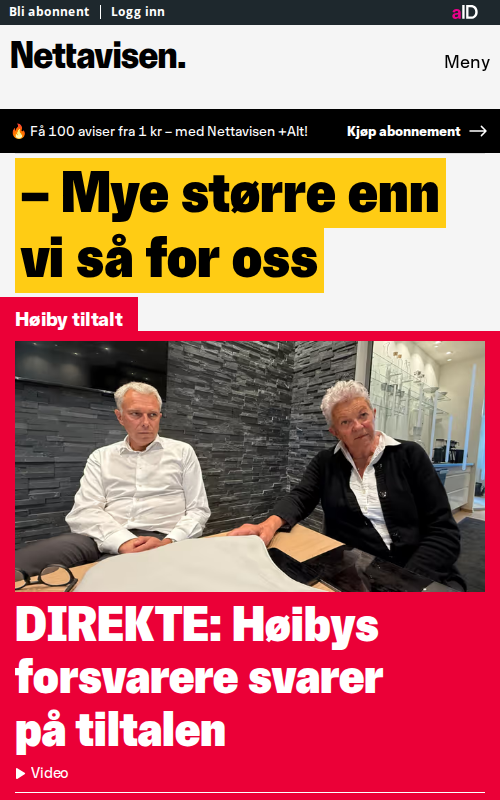 Bli abonnent | Logg inn
aID
Nettavisen.
Meny
🔥 Få 100 aviser fra 1 kr – med Nettavisen +Alt!
Kjøp abonnement →
– Mye større enn
vi så for oss
Høiby tiltalt
DIREKTE: Høibys
forsvarere svarer
på tiltalen
Video